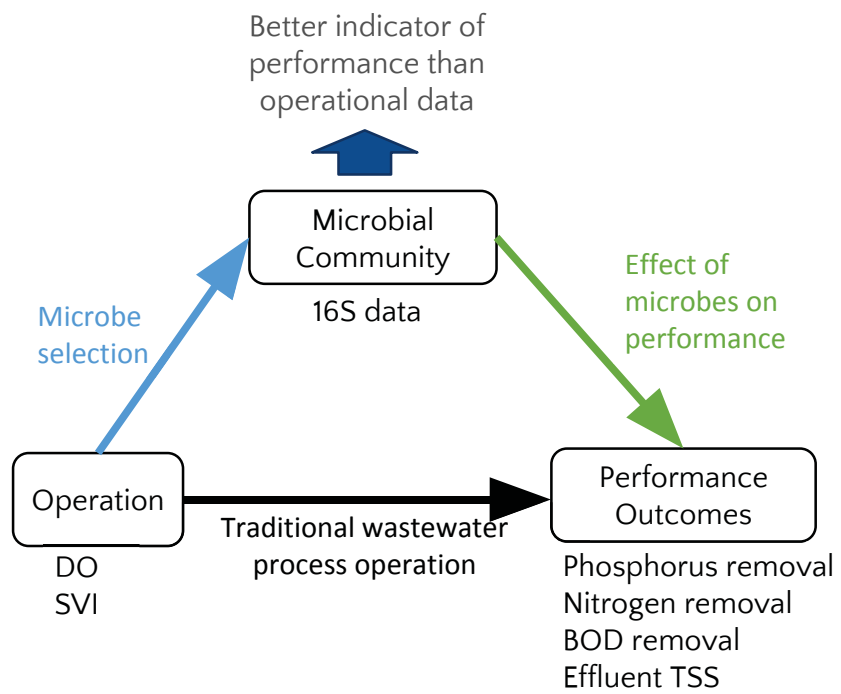 Better indicator of
performance than
operational data
Microbial
Community
16S data
Microbe
selection
Effect of
microbes on
performance
Operation
DO
SVI
Traditional wastewater
process operation
Performance
Outcomes
Phosphorus removal
Nitrogen removal
BOD removal
Effluent TSS